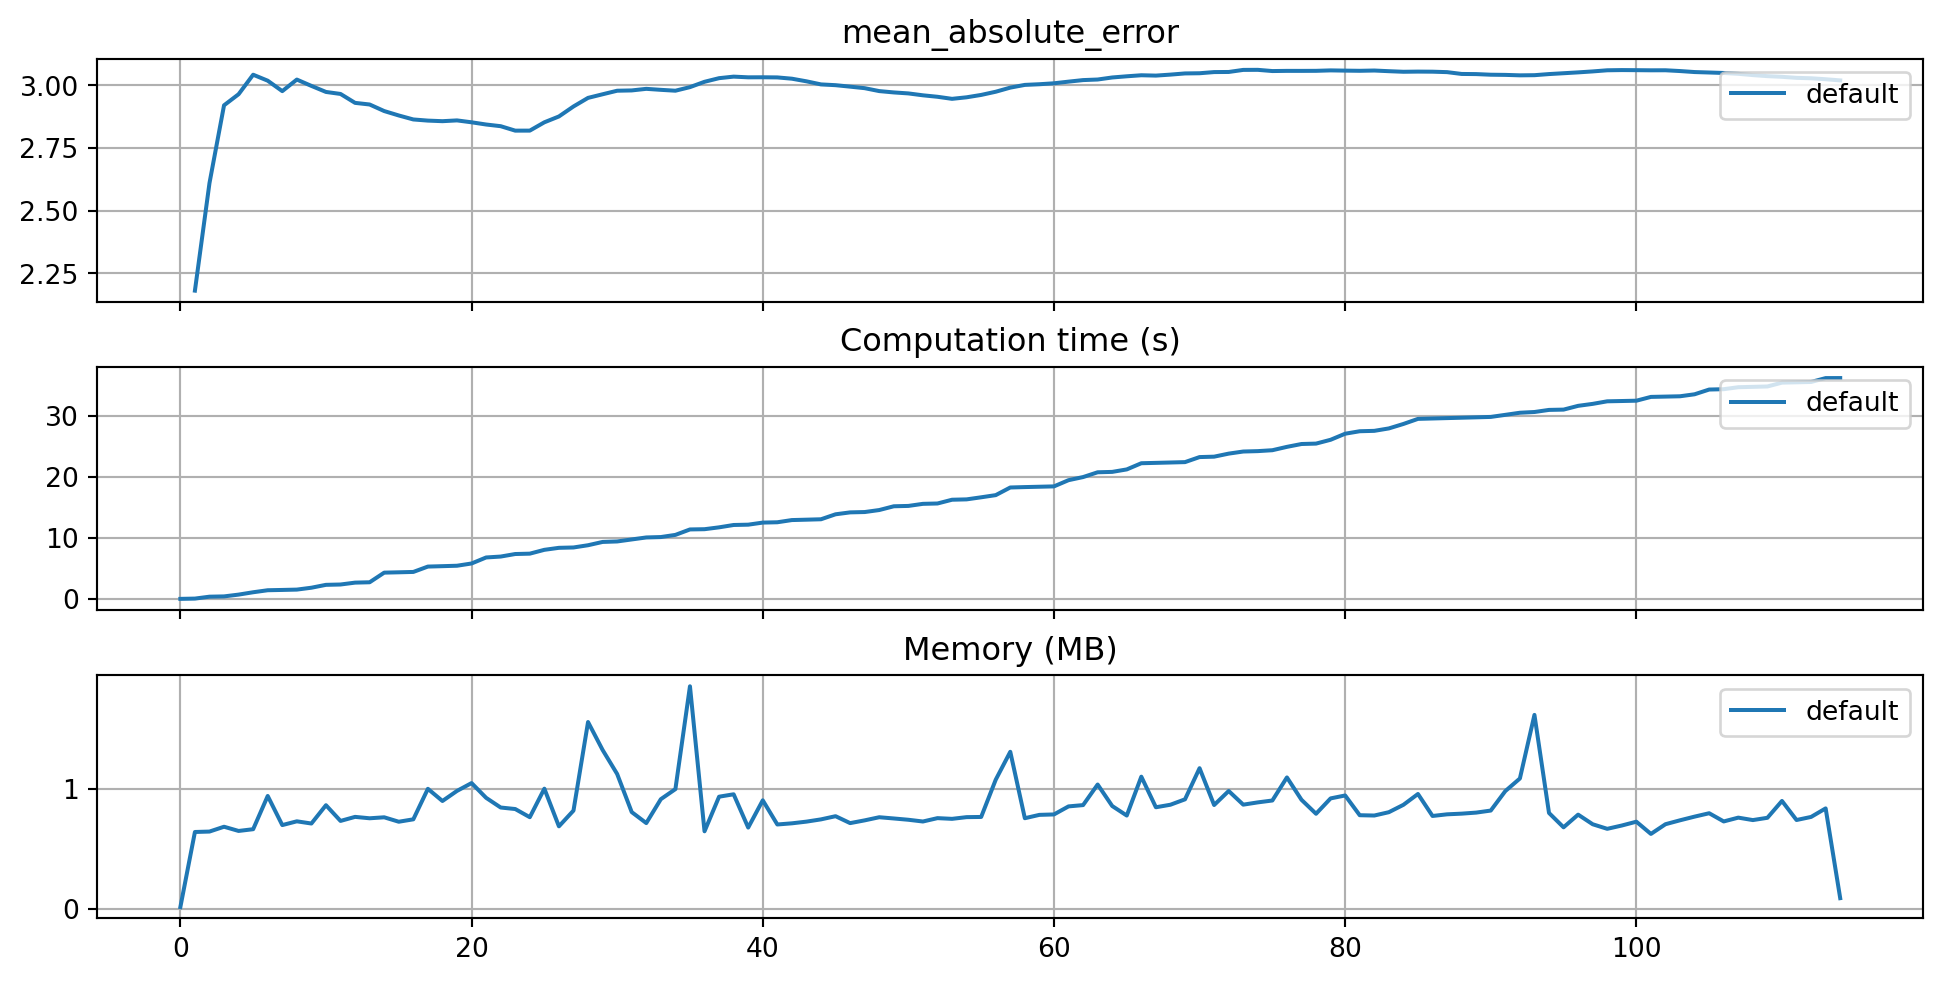 mean_absolute_error
3.00
2.75
2.50
2.25
default
Computation time (s)
30
20
10
0
default
Memory (MB)
1
0
default
0 20 40 60 80 100